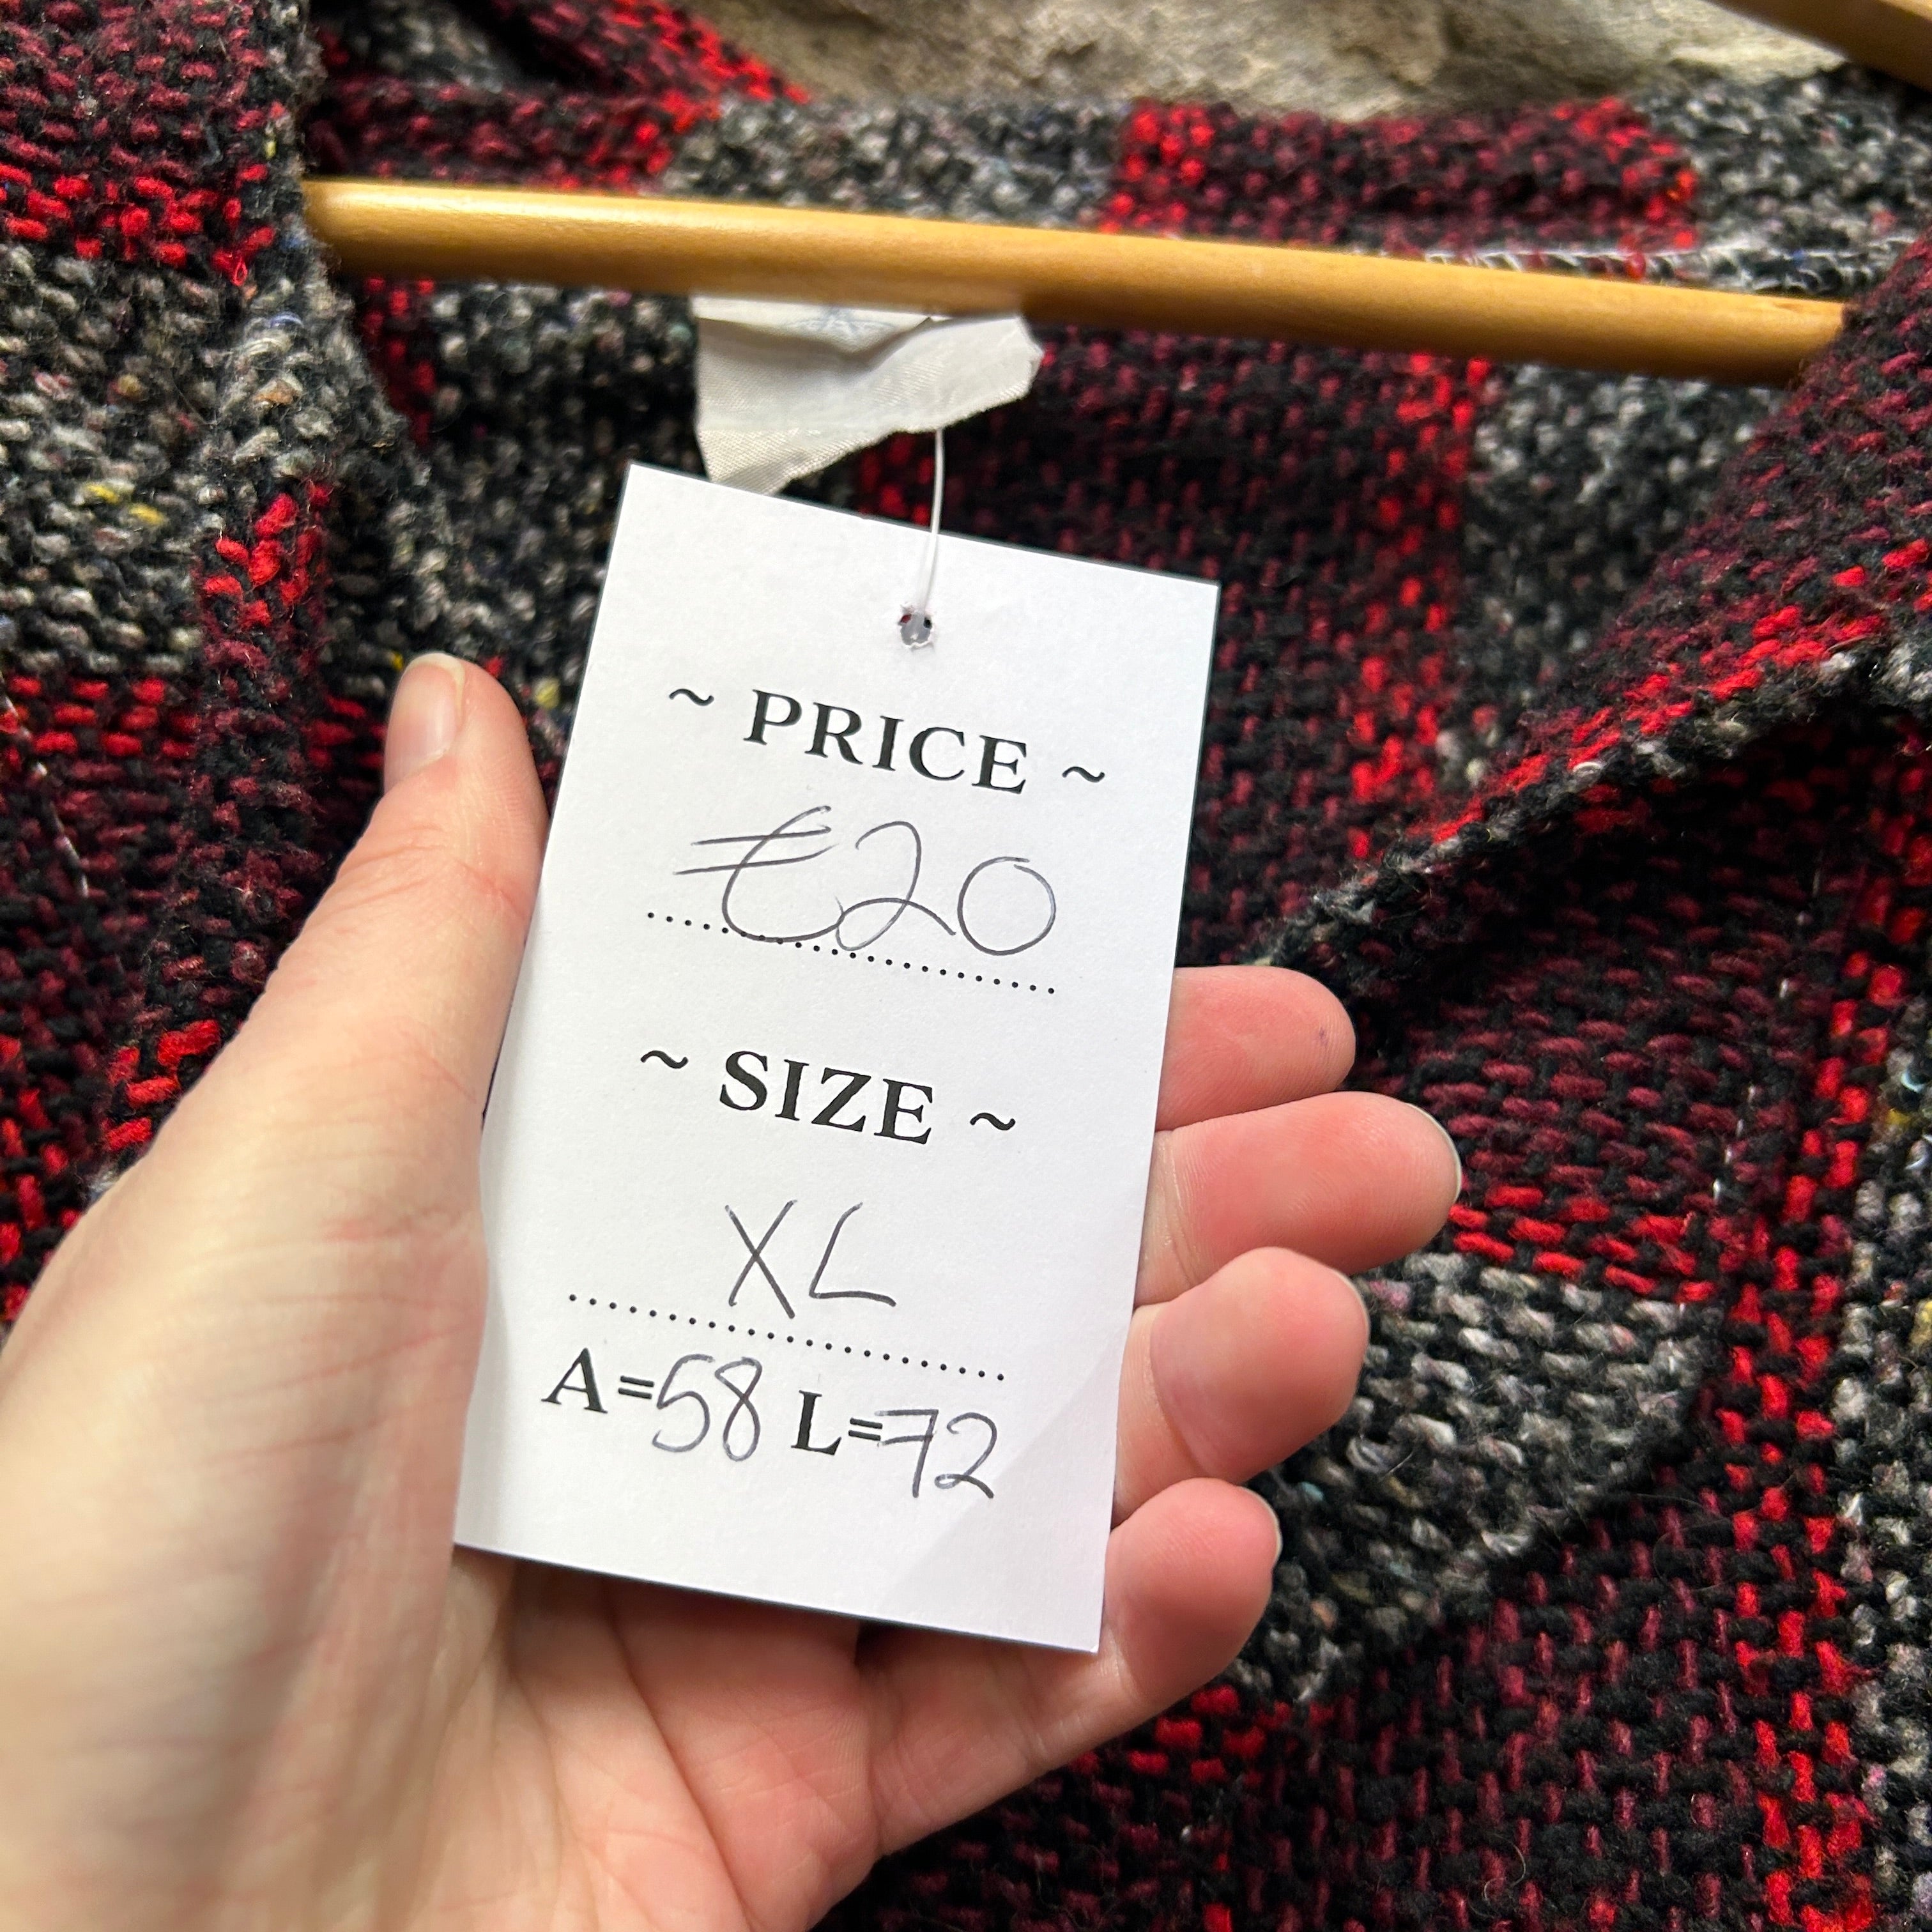 ~ PRICE ~
€20
~ SIZE ~
XL
A=58 L=72